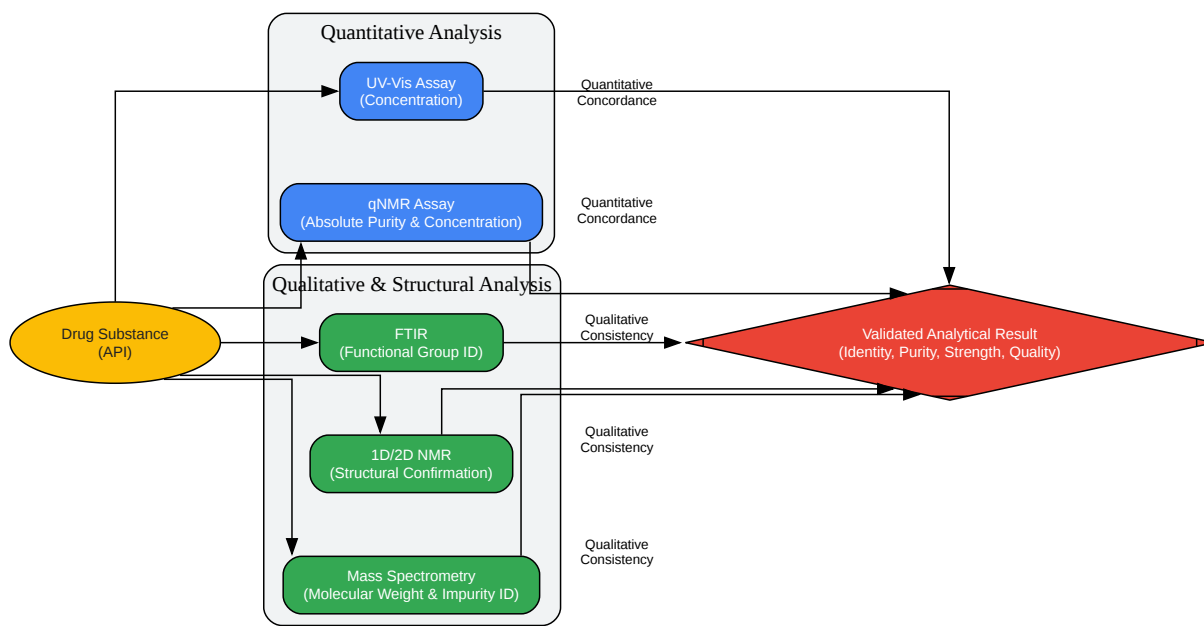 Quantitative Analysis
UV-Vis Assay
(Concentration)
Quantitative
Concordance
qNMR Assay
(Absolute Purity & Concentration)
Quantitative
Concordance
Qualitative & Structural Analysis
Drug Substance
(API)
FTIR
(Functional Group ID)
Qualitative
Consistency
Validated Analytical Result
(Identity, Purity, Strength, Quality)
1D/2D NMR
(Structural Confirmation)
Qualitative
Consistency
Mass Spectrometry
(Molecular Weight & Impurity ID)
Qualitative
Consistency